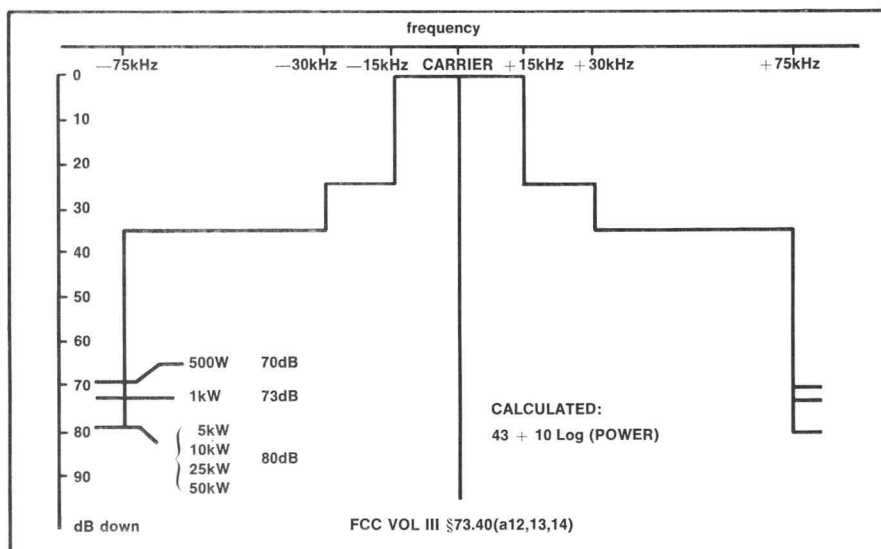 frequency
—75kHz —30kHz —15kHz CARRIER +15kHz +30kHz +75kHz
0
10
20
30
40
50
60
70
80
90
dB down
500W 70dB
1kW 73dB
5kW
10kW
25kW
50kW
80dB
CALCULATED:
43 + 10 Log (POWER)
FCC VOL III §73.40(a12,13,14)